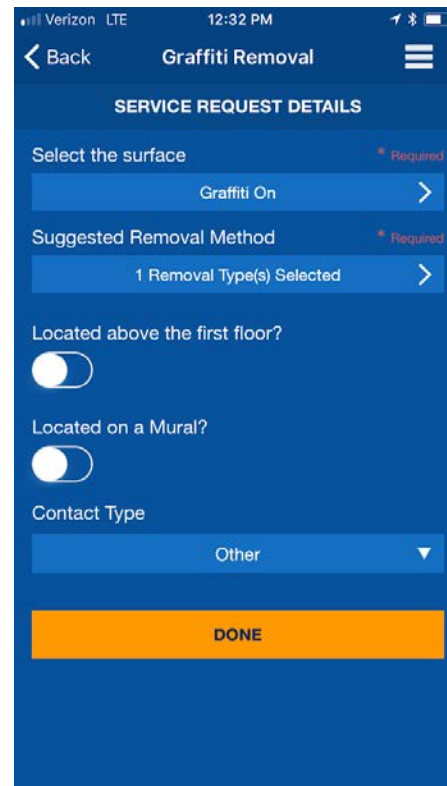 Verizon LTE 12:32 PM
Back Graffiti Removal
SERVICE REQUEST DETAILS
Select the surface * Required
Graffiti On
Suggested Removal Method * Required
1 Removal Type(s) Selected
Located above the first floor?
Located on a Mural?
Contact Type
Other
DONE